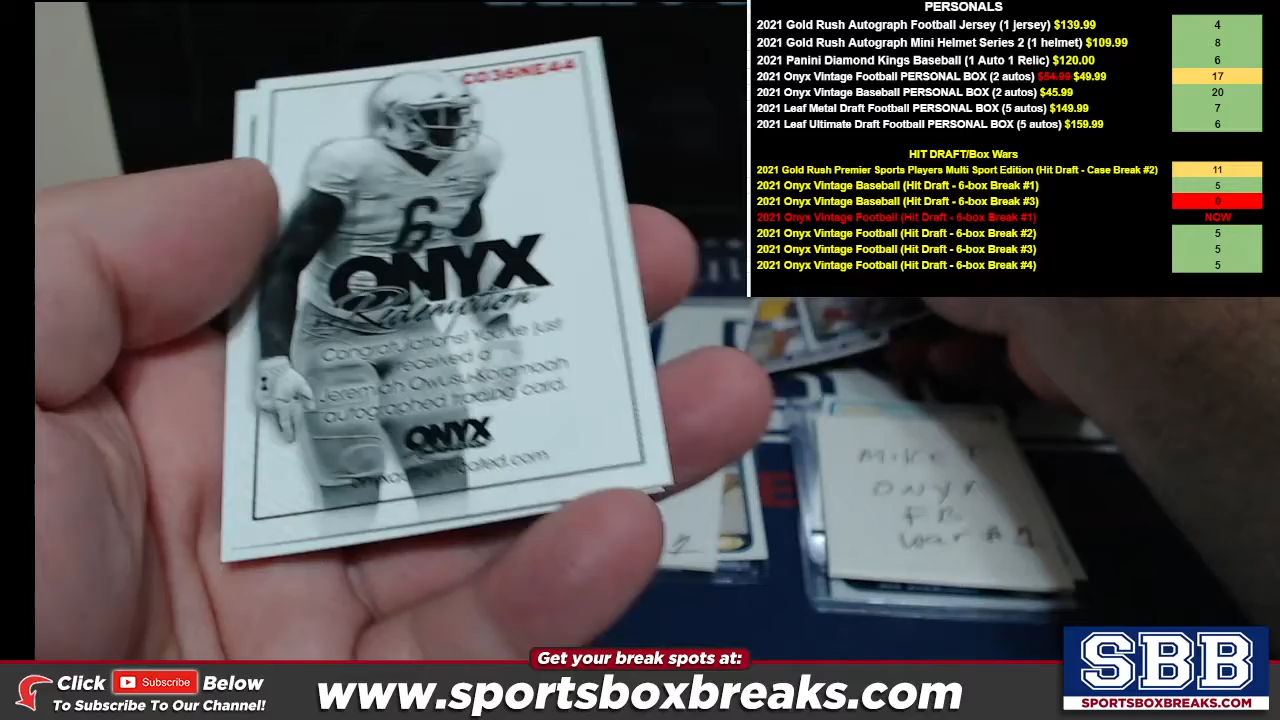 PERSONALS
2021 Gold Rush Autograph Football Jersey (1 jersey) $139.99 4
2021 Gold Rush Autograph Mini Helmet Series 2 (1 helmet) $109.99 8
2021 Panini Diamond Kings Baseball (1 Auto 1 Relic) $120.00 6
2021 Onyx Vintage Football PERSONAL BOX (2 autos) $54.99 $49.99 17
2021 Onyx Vintage Baseball PERSONAL BOX (2 autos) $45.99 20
2021 Leaf Metal Draft Football PERSONAL BOX (5 autos) $149.99 7
2021 Leaf Ultimate Draft Football PERSONAL BOX (5 autos) $159.99 6
HIT DRAFT/Box Wars
2021 Gold Rush Premier Sports Players Multi Sport Edition (Hit Draft - Case Break #2) 11
2021 Onyx Vintage Baseball (Hit Draft - 6-box Break #1) 5
2021 Onyx Vintage Baseball (Hit Draft - 6-box Break #3) 0
2021 Onyx Vintage Football (Hit Draft - 6-box Break #1) NOW
2021 Onyx Vintage Football (Hit Draft - 6-box Break #2) 5
2021 Onyx Vintage Football (Hit Draft - 6-box Break #3) 5
2021 Onyx Vintage Football (Hit Draft - 6-box Break #4) 5
6
ONYX
Redemption
Congratulations! You've just
received a
Jeremiah Owusu-Koramoah
autographed trading card.
ONYX
MIKE T
ONYX
FB
War # 7
Get your break spots at:
Click Subscribe Below
To Subscribe To Our Channel!
www.sportsboxbreaks.com
SBB
SPORTSBOXBREAKS.COM